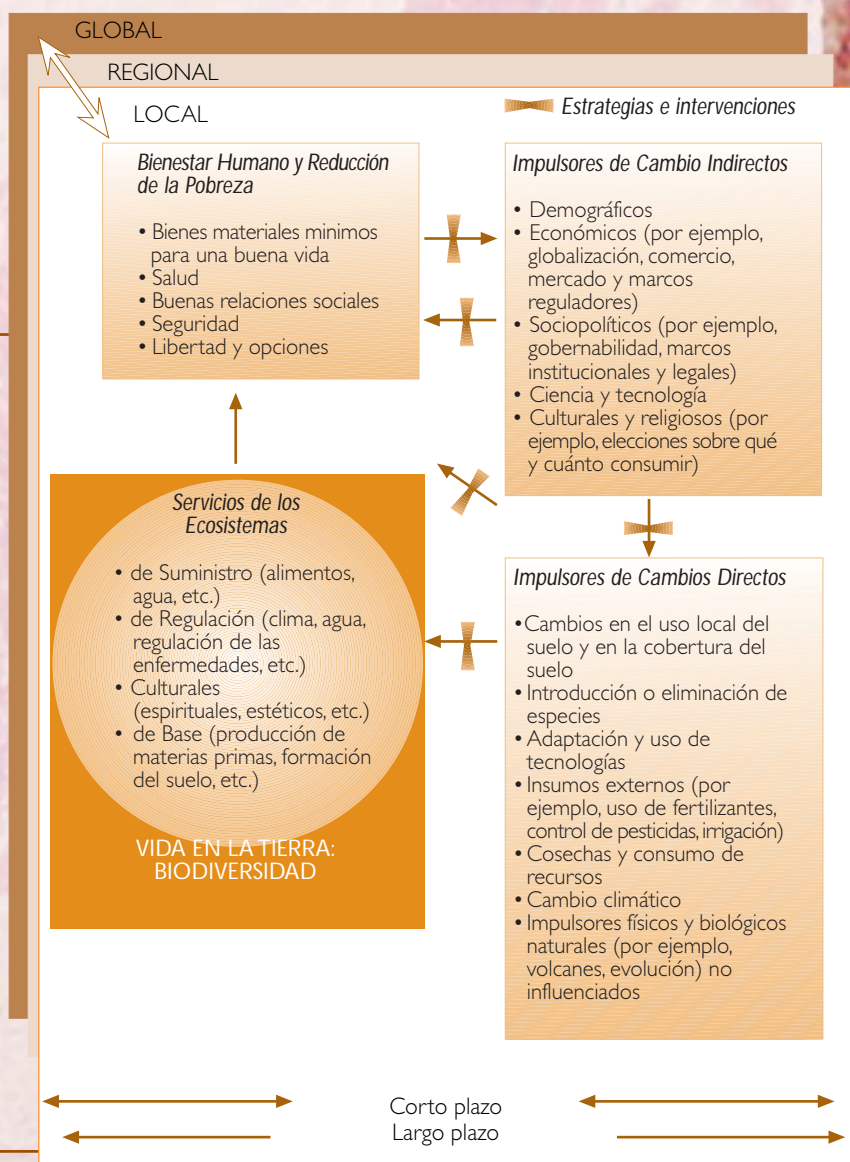 GLOBAL
REGIONAL
LOCAL
Estrategias e intervenciones
Bienestar Humano y Reducción
de la Pobreza
• Bienes materiales minimos
para una buena vida
• Salud
• Buenas relaciones sociales
• Seguridad
• Libertad y opciones
Impulsores de Cambio Indirectos
• Demográficos
• Económicos (por ejemplo,
globalización, comercio,
mercado y marcos
reguladores)
• Sociopolíticos (por ejemplo,
gobernabilidad, marcos
institucionales y legales)
• Ciencia y tecnología
• Culturales y religiosos (por
ejemplo, elecciones sobre qué
y cuánto consumir)
Servicios de los
Ecosistemas
• de Suministro (alimentos,
agua, etc.)
• de Regulación (clima, agua,
regulación de las
enfermedades, etc.)
• Culturales
(espirituales, estéticos, etc.)
• de Base (producción de
materias primas, formación
del suelo, etc.)
VIDA EN LA TIERRA:
BIODIVERSIDAD
Impulsores de Cambios Directos
• Cambios en el uso local del
suelo y en la cobertura del
suelo
• Introducción o eliminación de
especies
• Adaptación y uso de
tecnologías
• Insumos externos (por
ejemplo, uso de fertilizantes,
control de pesticidas, irrigación)
• Cosechas y consumo de
recursos
• Cambio climático
• Impulsores físicos y biológicos
naturales (por ejemplo,
volcanes, evolución) no
influenciados
Corto plazo
Largo plazo